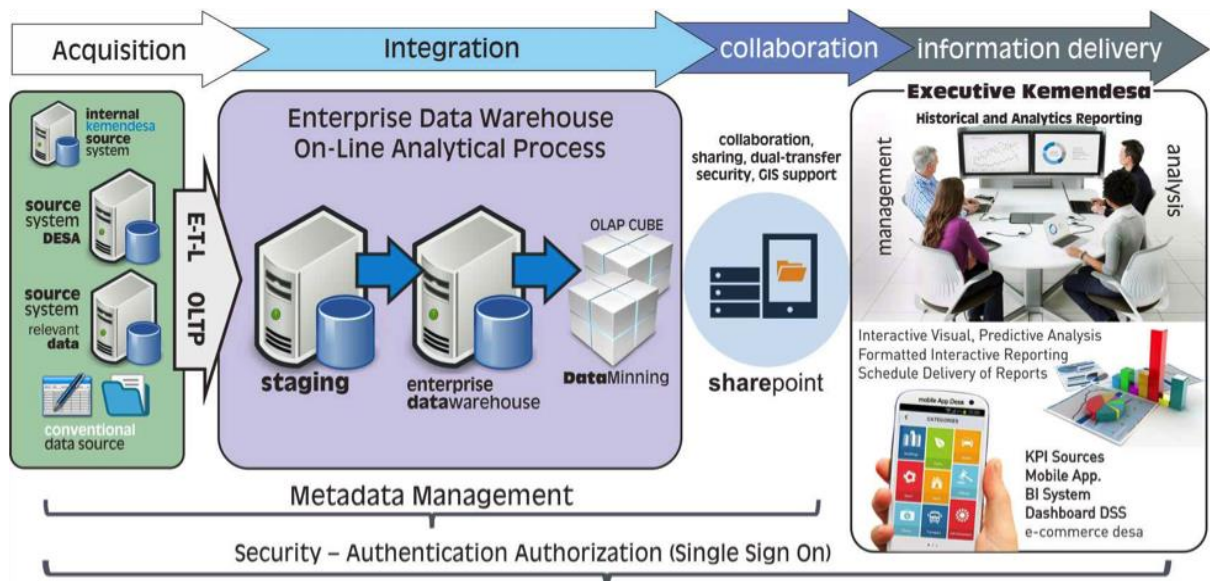 Acquisition
Integration
collaboration
information delivery
internal
kemendesa
source
system
source
system
DESA
source
system
relevant
data
conventional
data source
E-T-L OLTP
Enterprise Data Warehouse
On-Line Analytical Process
staging
enterprise
datawarehouse
OLAP CUBE
DataMinning
collaboration,
sharing, dual-transfer
security, GIS support
sharepoint
Executive Kemendesa
Historical and Analytics Reporting
management
analysis
Interactive Visual, Predictive Analysis
Formatted Interactive Reporting
Schedule Delivery of Reports
mobile App Desa
CATEGORIES
KPI Sources
Mobile App.
BI System
Dashboard DSS
e-commerce desa
Metadata Management
Security – Authentication Authorization (Single Sign On)